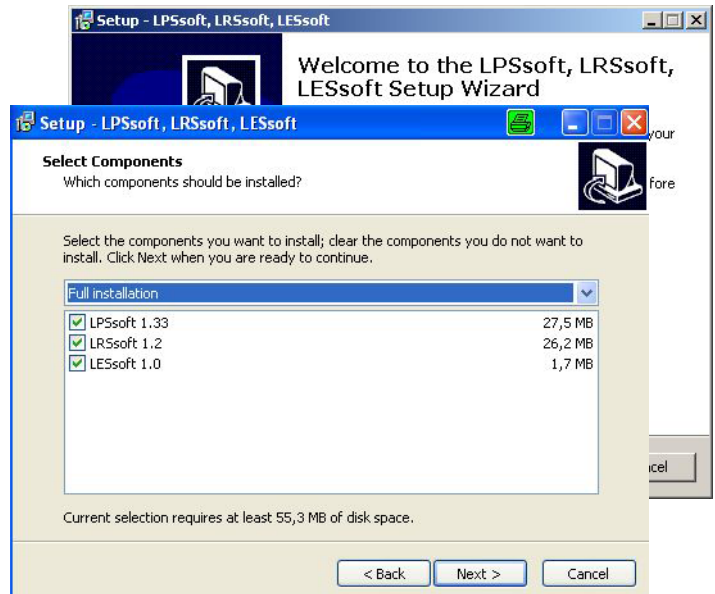 Setup - LPSsoft, LRSsoft, LESsoft
Welcome to the LPSsoft, LRSsoft,
LESsoft Setup Wizard
your
fore
Setup - LPSsoft, LRSsoft, LESsoft
Select Components
Which components should be installed?
Select the components you want to install; clear the components you do not want to
install. Click Next when you are ready to continue.
Full installation
LPSsoft 1.33 27,5 MB
LRSsoft 1.2 26,2 MB
LESsoft 1.0 1,7 MB
Current selection requires at least 55,3 MB of disk space.
cel
< Back Next > Cancel